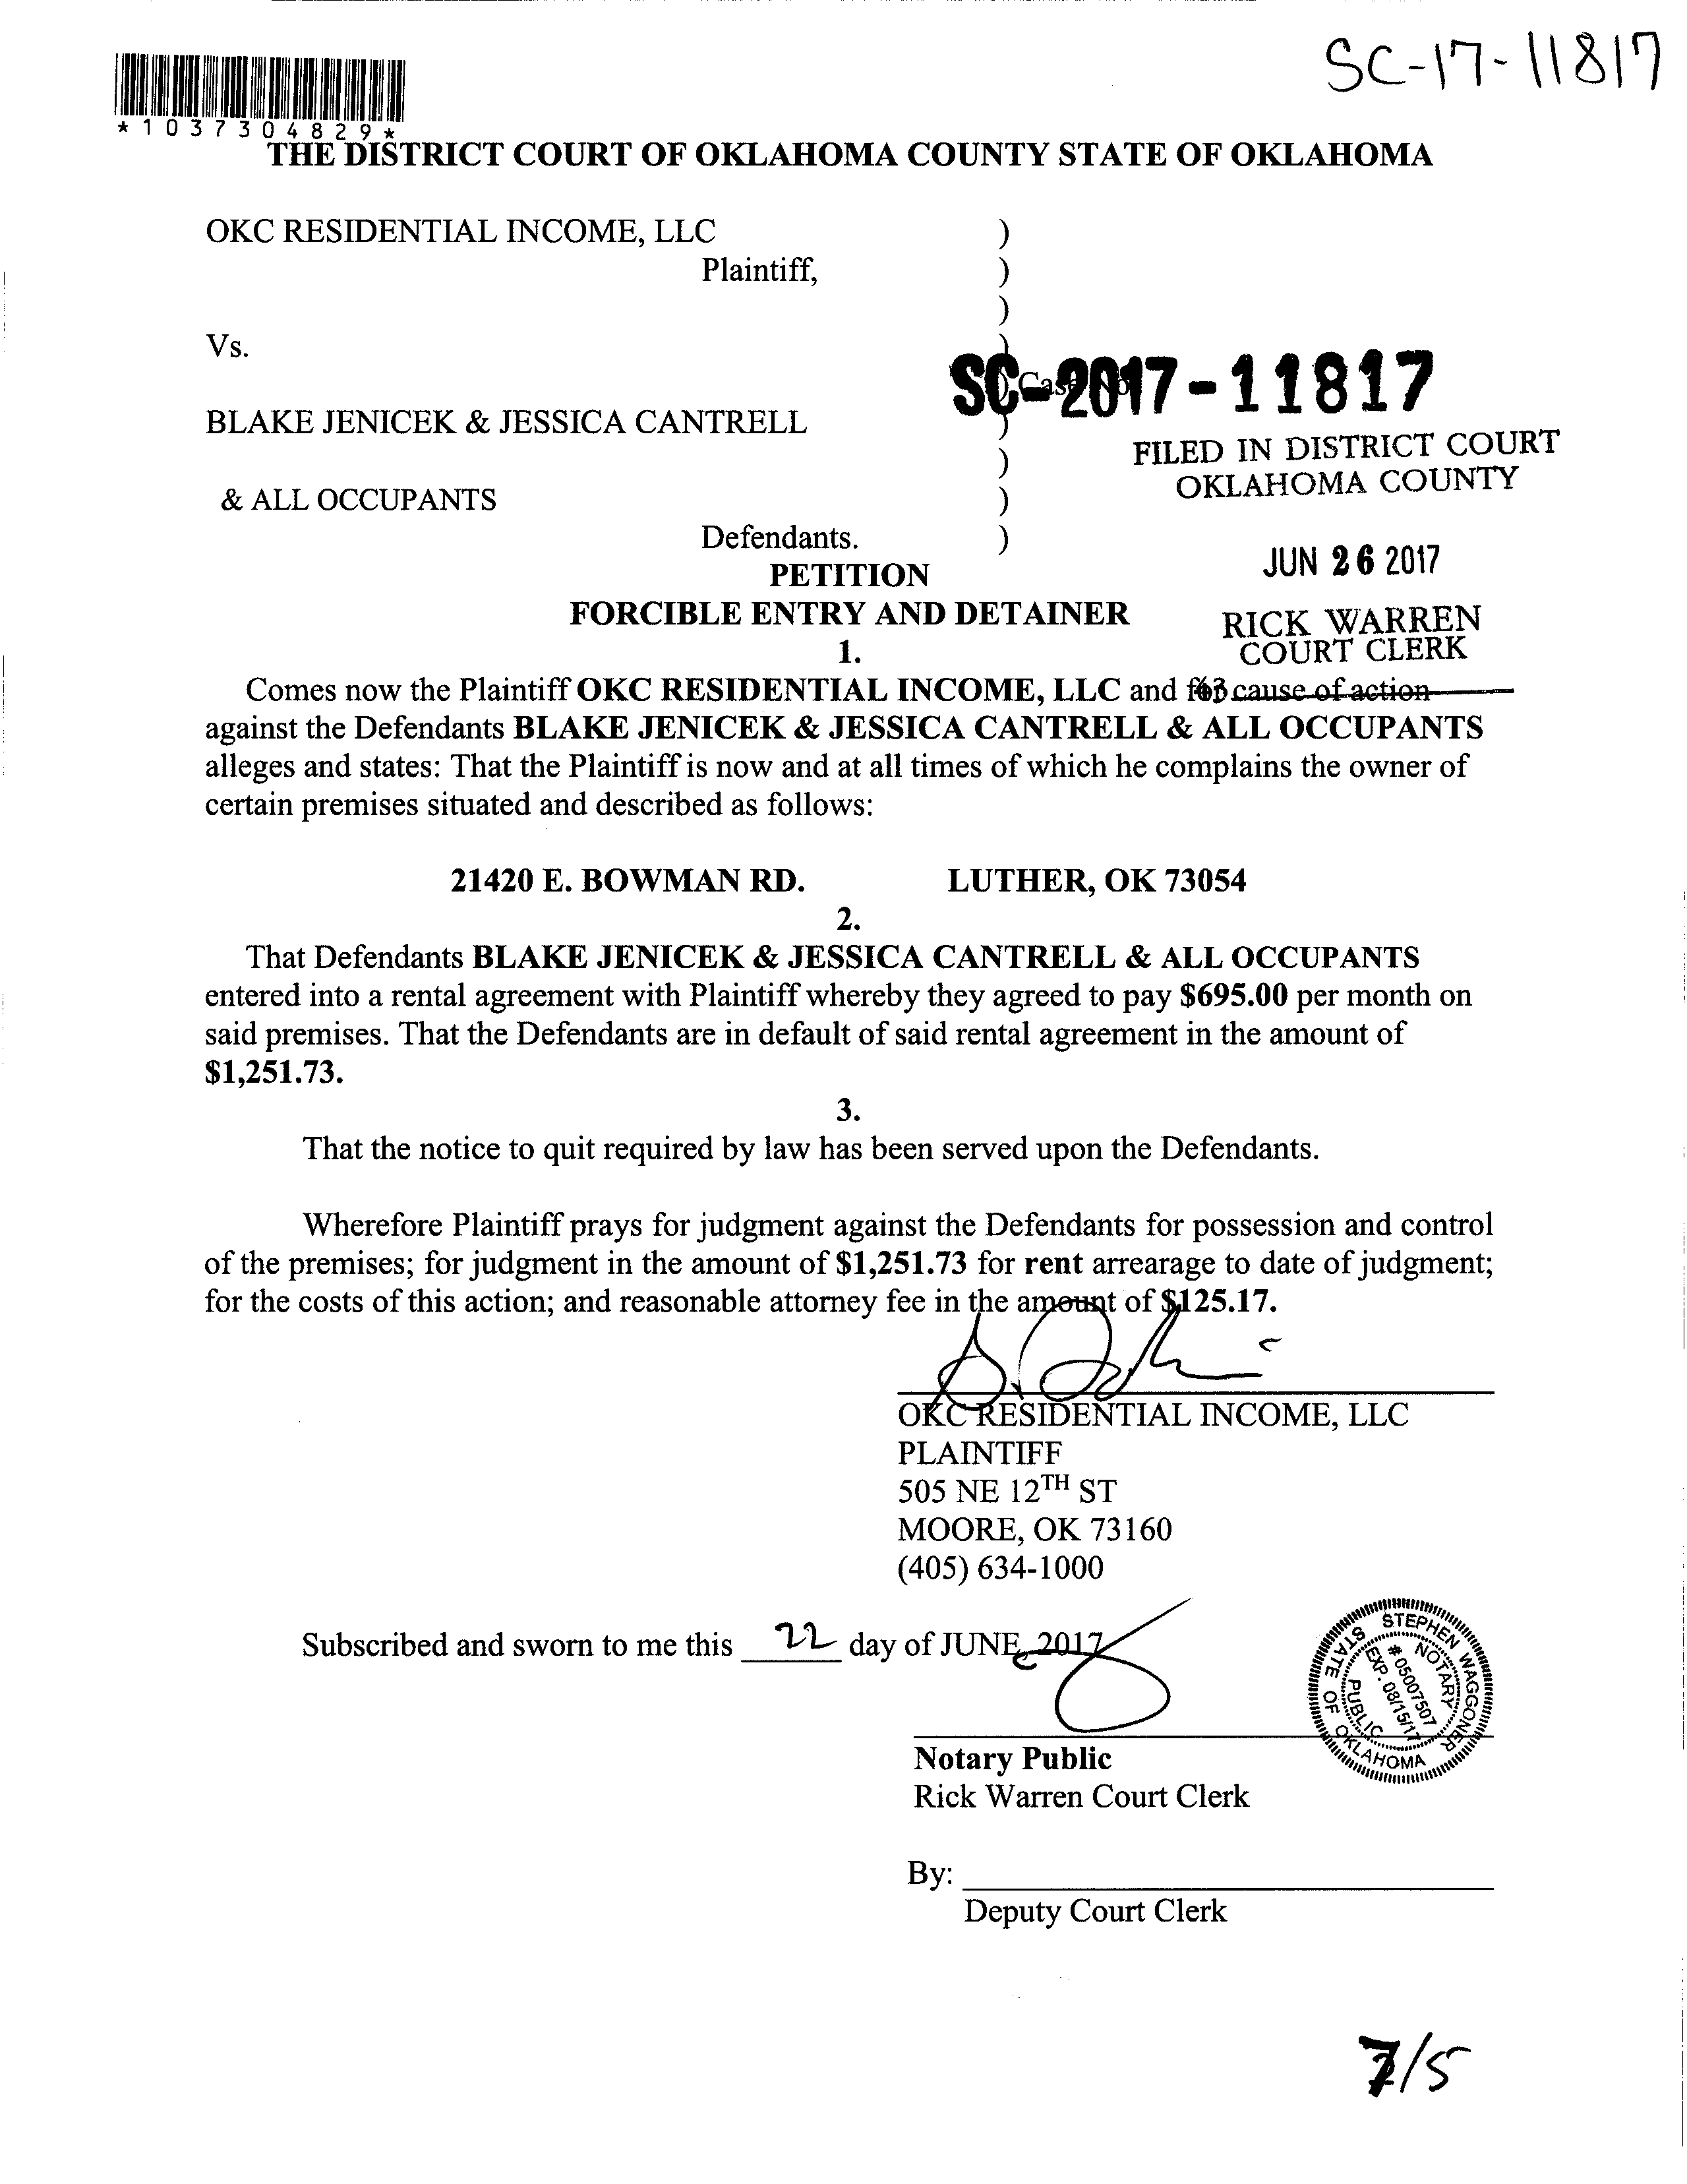 SC-17-11817
*1037304829*
THE DISTRICT COURT OF OKLAHOMA COUNTY STATE OF OKLAHOMA
OKC RESIDENTIAL INCOME, LLC )
Plaintiff, )
)
Vs. )
) Case No.
SC-2017-11817
BLAKE JENICEK & JESSICA CANTRELL )
FILED IN DISTRICT COURT
OKLAHOMA COUNTY
)
& ALL OCCUPANTS )
Defendants. )
JUN 26 2017
PETITION
FORCIBLE ENTRY AND DETAINER
RICK WARREN
COURT CLERK
1.
Comes now the Plaintiff OKC RESIDENTIAL INCOME, LLC and for cause of action
against the Defendants BLAKE JENICEK & JESSICA CANTRELL & ALL OCCUPANTS
alleges and states: That the Plaintiff is now and at all times of which he complains the owner of
certain premises situated and described as follows:
21420 E. BOWMAN RD. LUTHER, OK 73054
2.
That Defendants BLAKE JENICEK & JESSICA CANTRELL & ALL OCCUPANTS
entered into a rental agreement with Plaintiff whereby they agreed to pay $695.00 per month on
said premises. That the Defendants are in default of said rental agreement in the amount of
$1,251.73.
3.
That the notice to quit required by law has been served upon the Defendants.
Wherefore Plaintiff prays for judgment against the Defendants for possession and control
of the premises; for judgment in the amount of $1,251.73 for rent arrearage to date of judgment;
for the costs of this action; and reasonable attorney fee in the amount of $125.17.
OKC RESIDENTIAL INCOME, LLC
PLAINTIFF
505 NE 12TH ST
MOORE, OK 73160
(405) 634-1000
Subscribed and sworn to me this 22 day of JUNE, 2017
STEPHEN WAGGONER
NOTARY PUBLIC
# 05007507
EXP. 08/15/17
STATE OF OKLAHOMA
Notary Public
Rick Warren Court Clerk
By:
Deputy Court Clerk
7/5